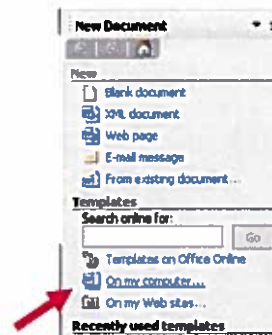 New Document
New
Blank document
XML document
Web page
E-mail message
From existing document...
Templates
Search online for:
Go
Templates on Office Online
On my computer...
On my Web sites...
Recently used templates